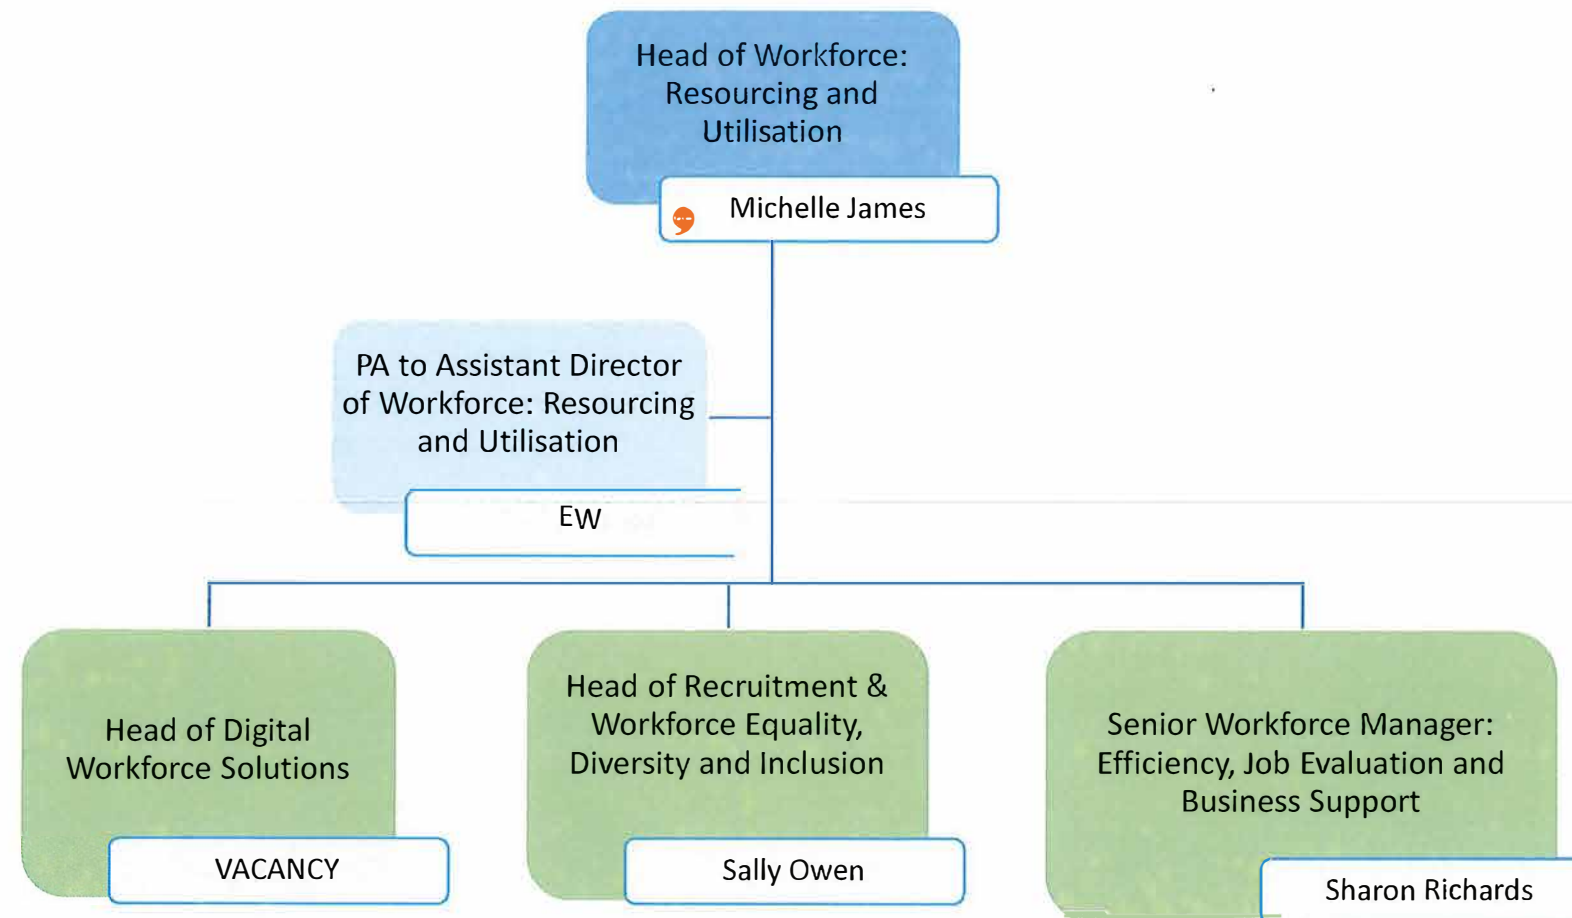 Head of Workforce:
Resourcing and
Utilisation
Michelle James
PA to Assistant Director
of Workforce: Resourcing
and Utilisation
EW
Head of Digital
Workforce Solutions
VACANCY
Head of Recruitment &
Workforce Equality,
Diversity and Inclusion
Sally Owen
Senior Workforce Manager:
Efficiency, Job Evaluation and
Business Support
Sharon Richards